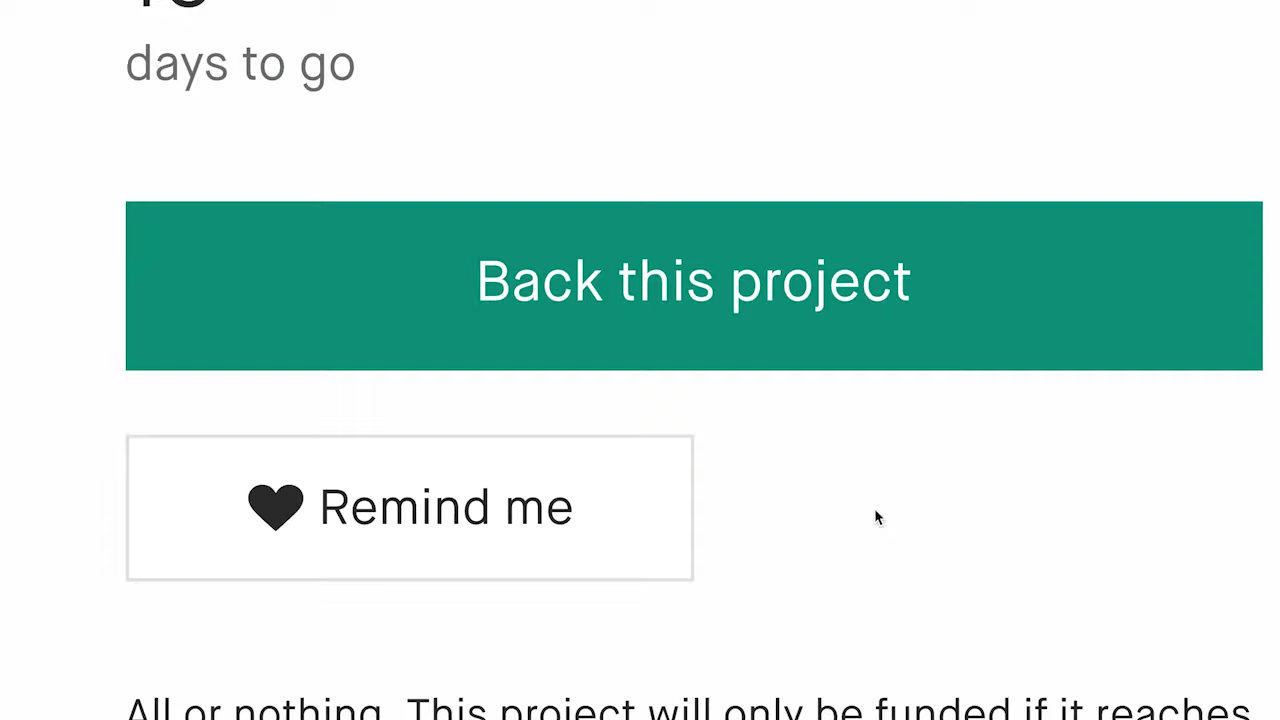 days to go
Back this project
Remind me
All or nothing. This project will only be funded if it reaches